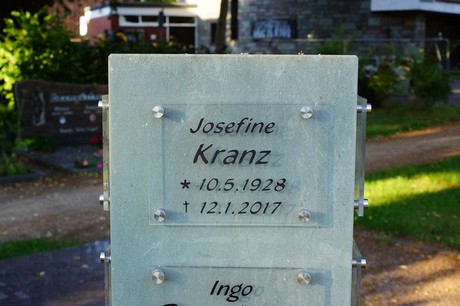 Josefine
Kranz
* 10.5.1928
† 12.1.2017
Ingo